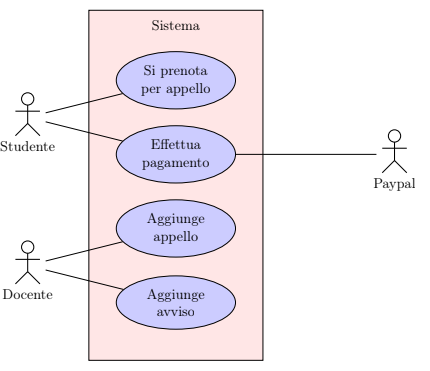 Sistema
Si prenota
per appello
Studente
Effettua
pagamento
Paypal
Aggiunge
appello
Docente
Aggiunge
avviso